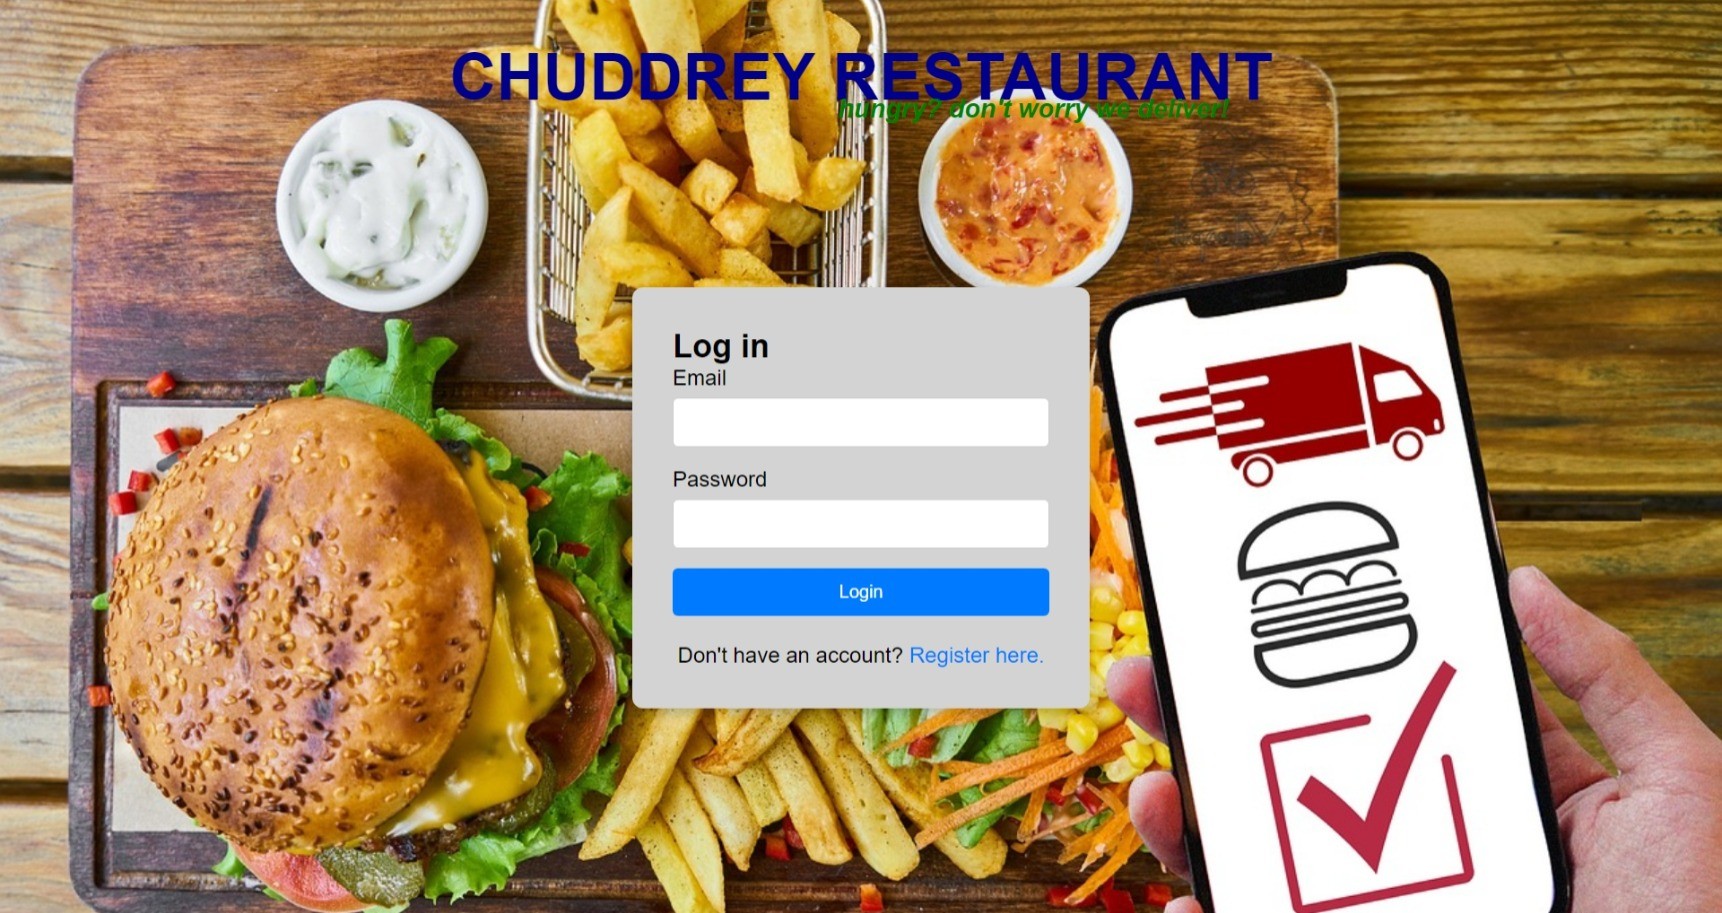 CHUDDREY RESTAURANT
hungry? don't worry we deliver!
Log in
Email
Password
Login
Don't have an account? Register here.